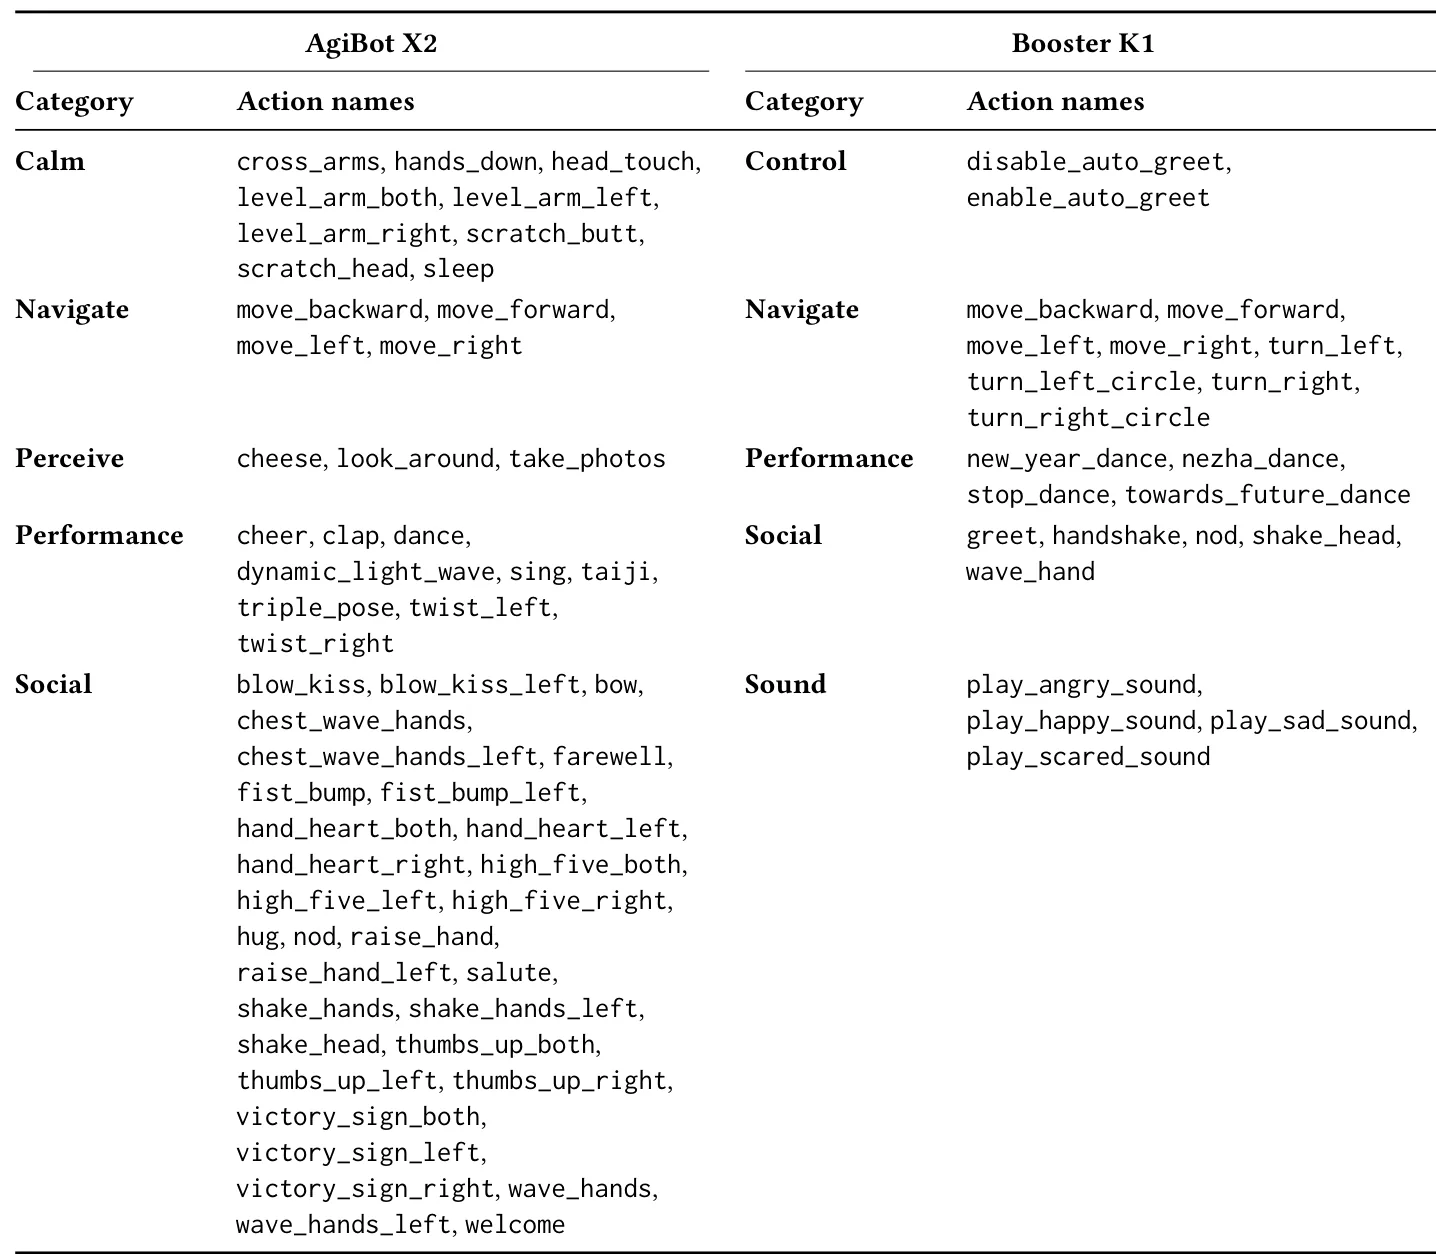 AgiBot X2 Booster K1
Category Action names Category Action names
Calm cross_arms, hands_down, head_touch, Control disable_auto_greet,
level_arm_both, level_arm_left, enable_auto_greet
level_arm_right, scratch_butt,
scratch_head, sleep
Navigate move_backward, move_forward, Navigate move_backward, move_forward,
move_left, move_right move_left, move_right, turn_left,
turn_left_circle, turn_right,
turn_right_circle
Perceive cheese, look_around, take_photos Performance new_year_dance, nezha_dance,
stop_dance, towards_future_dance
Performance cheer, clap, dance, Social greet, handshake, nod, shake_head,
dynamic_light_wave, sing, taiji, wave_hand
triple_pose, twist_left,
twist_right
Social blow_kiss, blow_kiss_left, bow, Sound play_angry_sound,
chest_wave_hands, play_happy_sound, play_sad_sound,
chest_wave_hands_left, farewell, play_scared_sound
fist_bump, fist_bump_left,
hand_heart_both, hand_heart_left,
hand_heart_right, high_five_both,
high_five_left, high_five_right,
hug, nod, raise_hand,
raise_hand_left, salute,
shake_hands, shake_hands_left,
shake_head, thumbs_up_both,
thumbs_up_left, thumbs_up_right,
victory_sign_both,
victory_sign_left,
victory_sign_right, wave_hands,
wave_hands_left, welcome